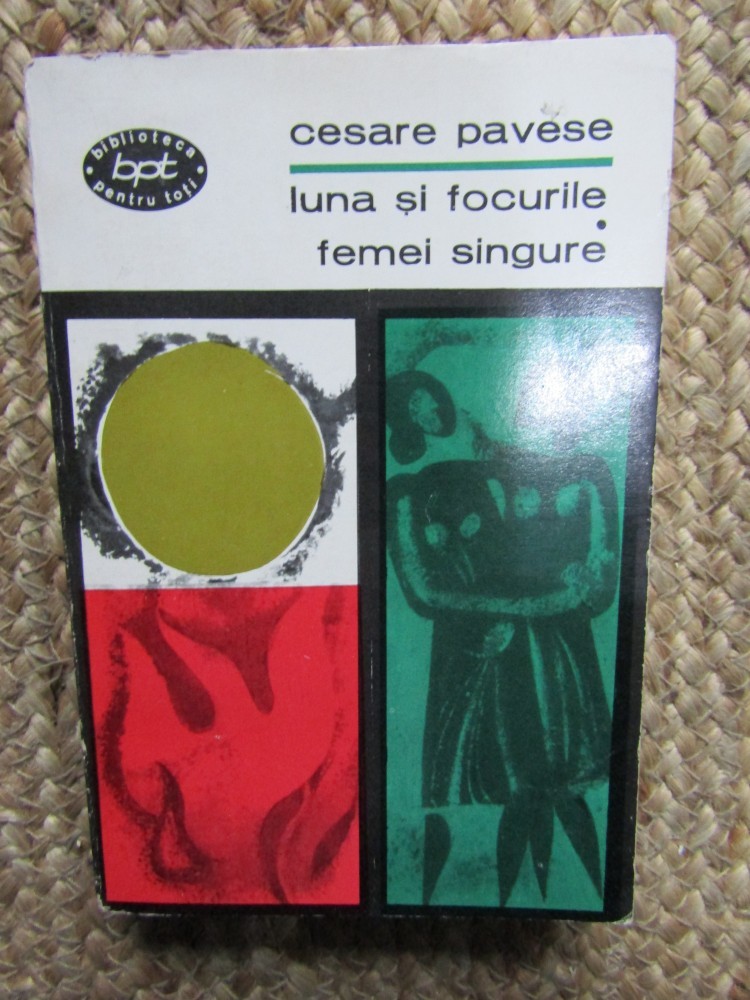 biblioteca
bpt
pentru toți
cesare pavese
luna și focurile
•
femei singure